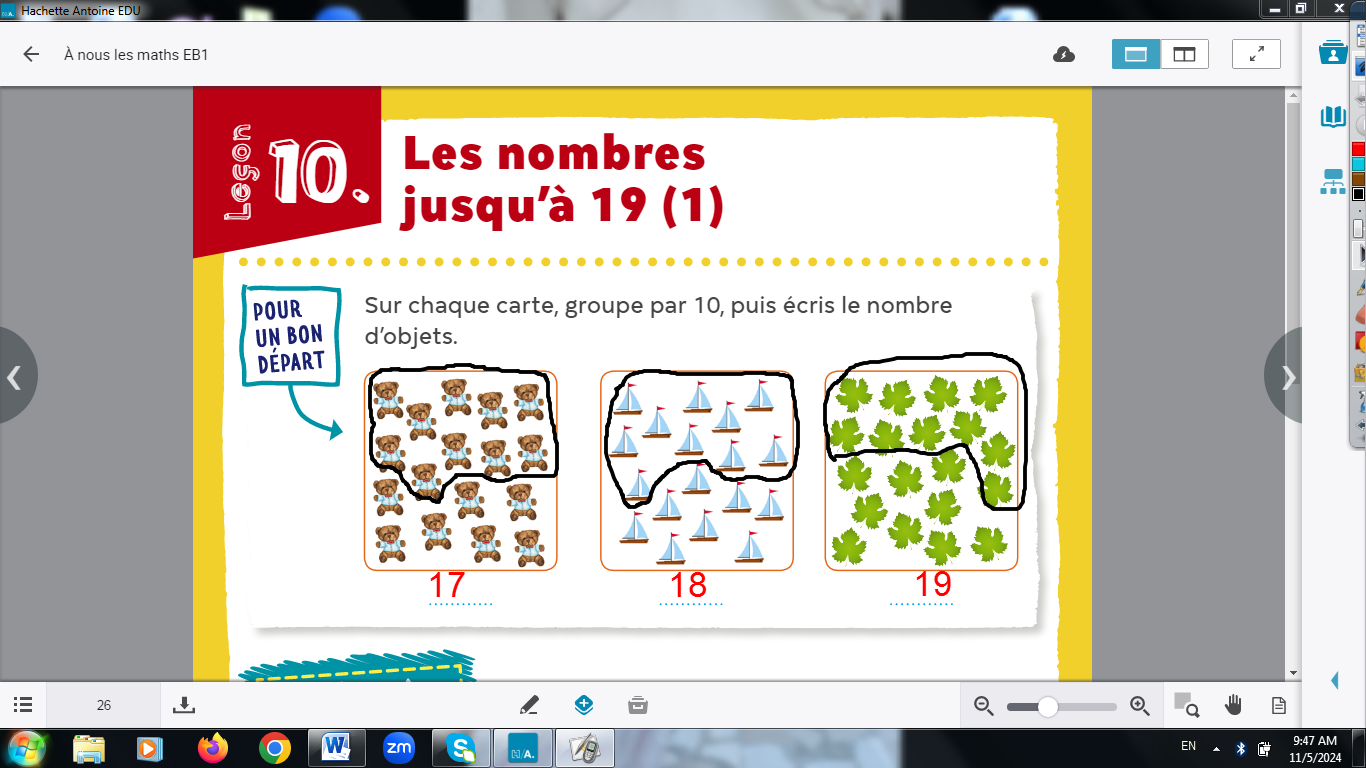 Hachette Antoine EDU
À nous les maths EB1
Leçon 10.
Les nombres
jusqu'à 19 (1)
POUR
UN BON
DÉPART
Sur chaque carte, groupe par 10, puis écris le nombre
d'objets.
17 18 19
26
EN
9:47 AM
11/5/2024